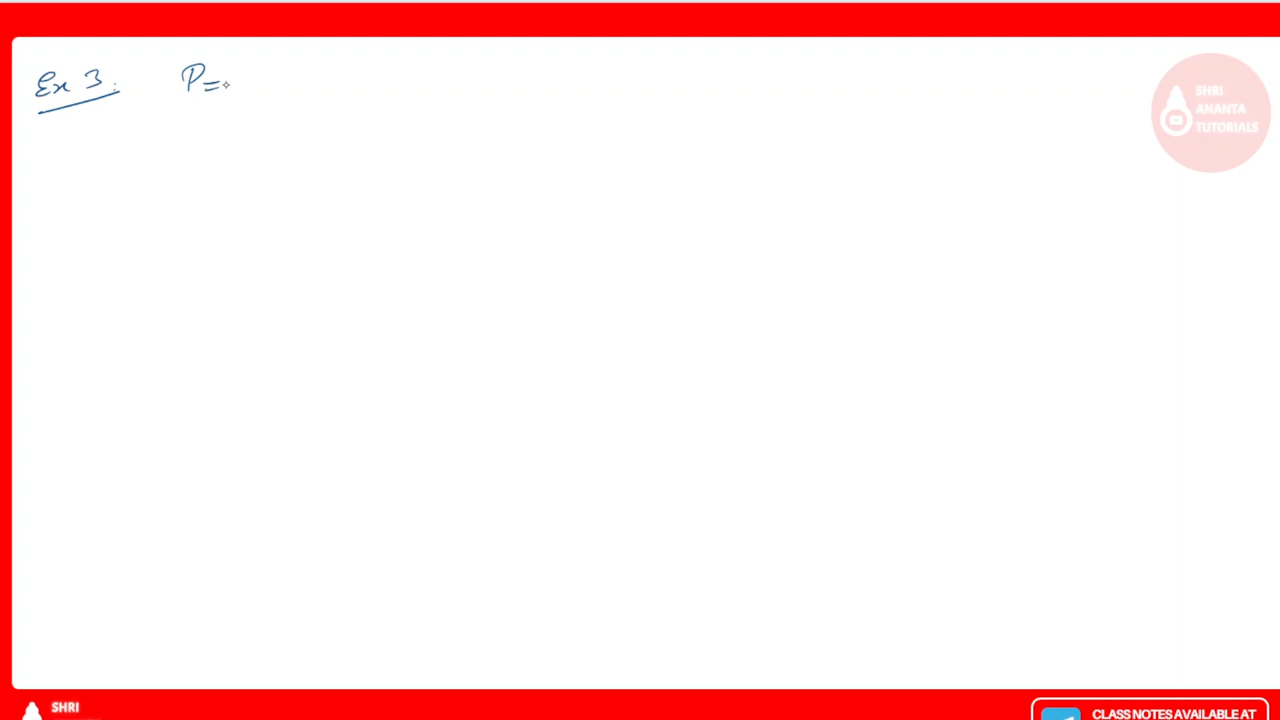 Ex 3: P=
SHRI
ANANTA
TUTORIALS
SHRI
CLASS NOTES AVAILABLE AT